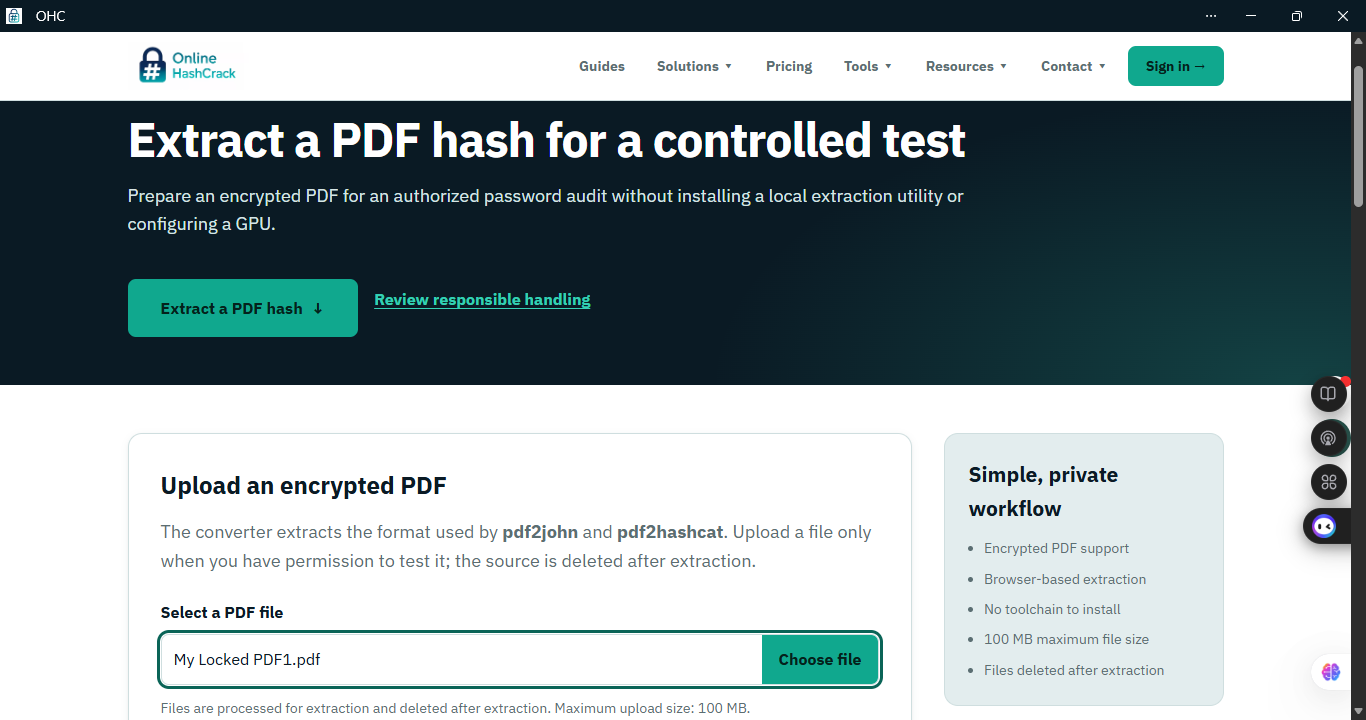 OHC
Online
HashCrack
Guides
Solutions ▼
Pricing
Tools ▼
Resources ▼
Contact ▼
Sign in →
Extract a PDF hash for a controlled test
Prepare an encrypted PDF for an authorized password audit without installing a local extraction utility or
configuring a GPU.
Extract a PDF hash ↓
Review responsible handling
Upload an encrypted PDF
The converter extracts the format used by pdf2john and pdf2hashcat. Upload a file only
when you have permission to test it; the source is deleted after extraction.
Select a PDF file
My Locked PDF1.pdf
Choose file
Files are processed for extraction and deleted after extraction. Maximum upload size: 100 MB.
Simple, private
workflow
• Encrypted PDF support
• Browser-based extraction
• No toolchain to install
• 100 MB maximum file size
• Files deleted after extraction